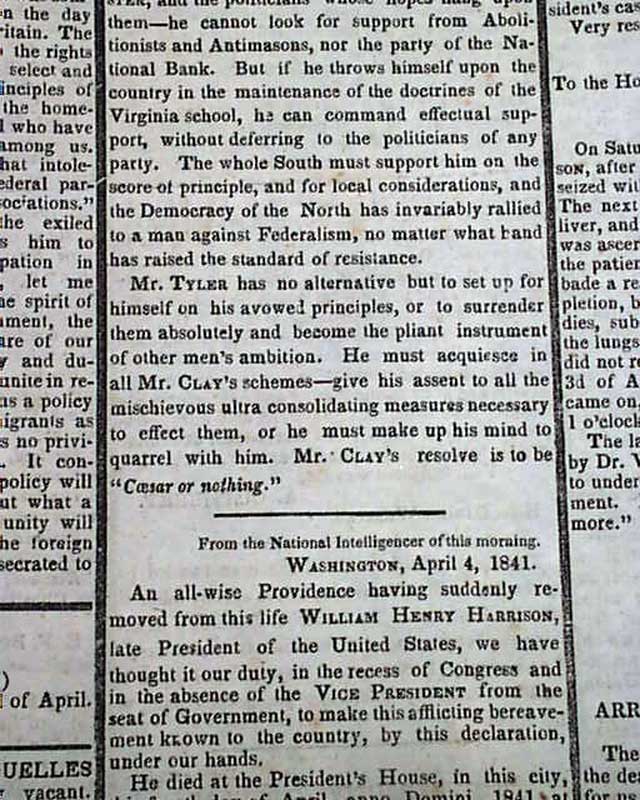 n the day
ritain. The
the rights
select and
inciples of
the home-
l who have
among us.
hat intole-
ederal par-
sociations."
the exiled
s him to
pation in
, let me
ne spirit of
nment, the
are of our
y and du-
unite in re-
as a policy
nigrants as
s no privi-
. It con-
policy will
ut what a
unity will
he foreign
secrated to
)
of April.
UELLES
vacant.
them—he cannot look for support from Aboli-
tionists and Antimasons, nor the party of the Na-
tional Bank. But if he throws himself upon the
country in the maintenance of the doctrines of the
Virginia school, he can command effectual sup-
port, without deferring to the politicians of any
party. The whole South must support him on the
score of principle, and for local considerations, and
the Democracy of the North has invariably rallied
to a man against Federalism, no matter what hand
has raised the standard of resistance.
Mr. TYLER has no alternative but to set up for
himself on his avowed principles, or to surrender
them absolutely and become the pliant instrument
of other men's ambition. He must acquiesce in
all Mr. CLAY's schemes—give his assent to all the
mischievous ultra consolidating measures necessary
to effect them, or he must make up his mind to
quarrel with him. Mr. CLAY's resolve is to be
"Cæsar or nothing."
From the National Intelligencer of this morning.
WASHINGTON, April 4, 1841.
An all-wise Providence having suddenly re-
moved from this life WILLIAM HENRY HARRISON,
late President of the United States, we have
thought it our duty, in the recess of Congress and
in the absence of the VICE PRESIDENT from the
seat of Government, to make this afflicting bereave-
ment known to the country, by this declaration,
under our hands.
He died at the President's House, in this city,
sident's cas
Very res
To the Ho
On Satu
SON, after
seized wit
The next
liver, and
was ascer
the patien
bade a re
pletion, b
dies, sub
the lungs
did not re
3d of A
came on,
1 o'clock
The la
by Dr. W
to under
ment.
more."
ARR
The
the des